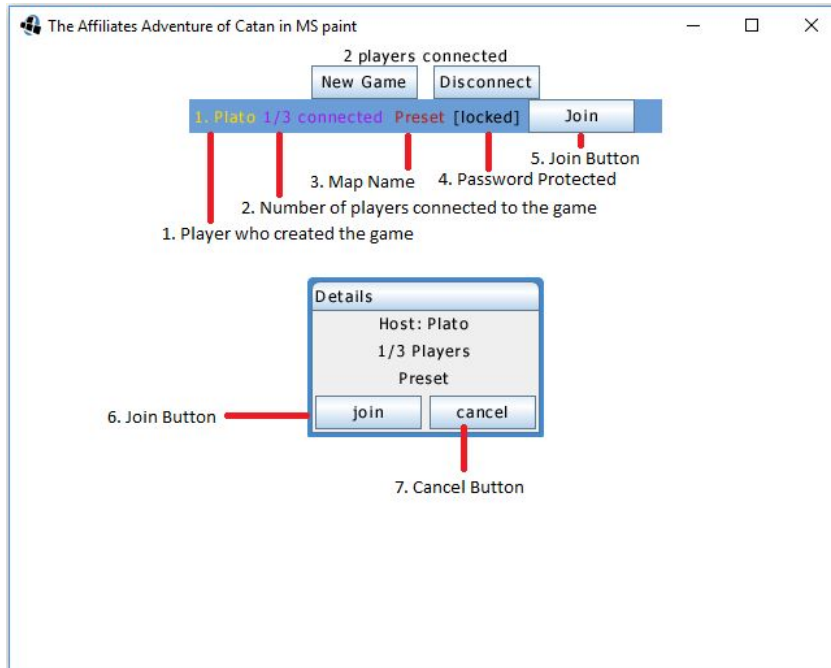 The Affiliates Adventure of Catan in MS paint
2 players connected
New Game Disconnect
1. Plato 1/3 connected Preset [locked] Join
5. Join Button
3. Map Name 4. Password Protected
2. Number of players connected to the game
1. Player who created the game
Details
Host: Plato
1/3 Players
Preset
join cancel
6. Join Button
7. Cancel Button